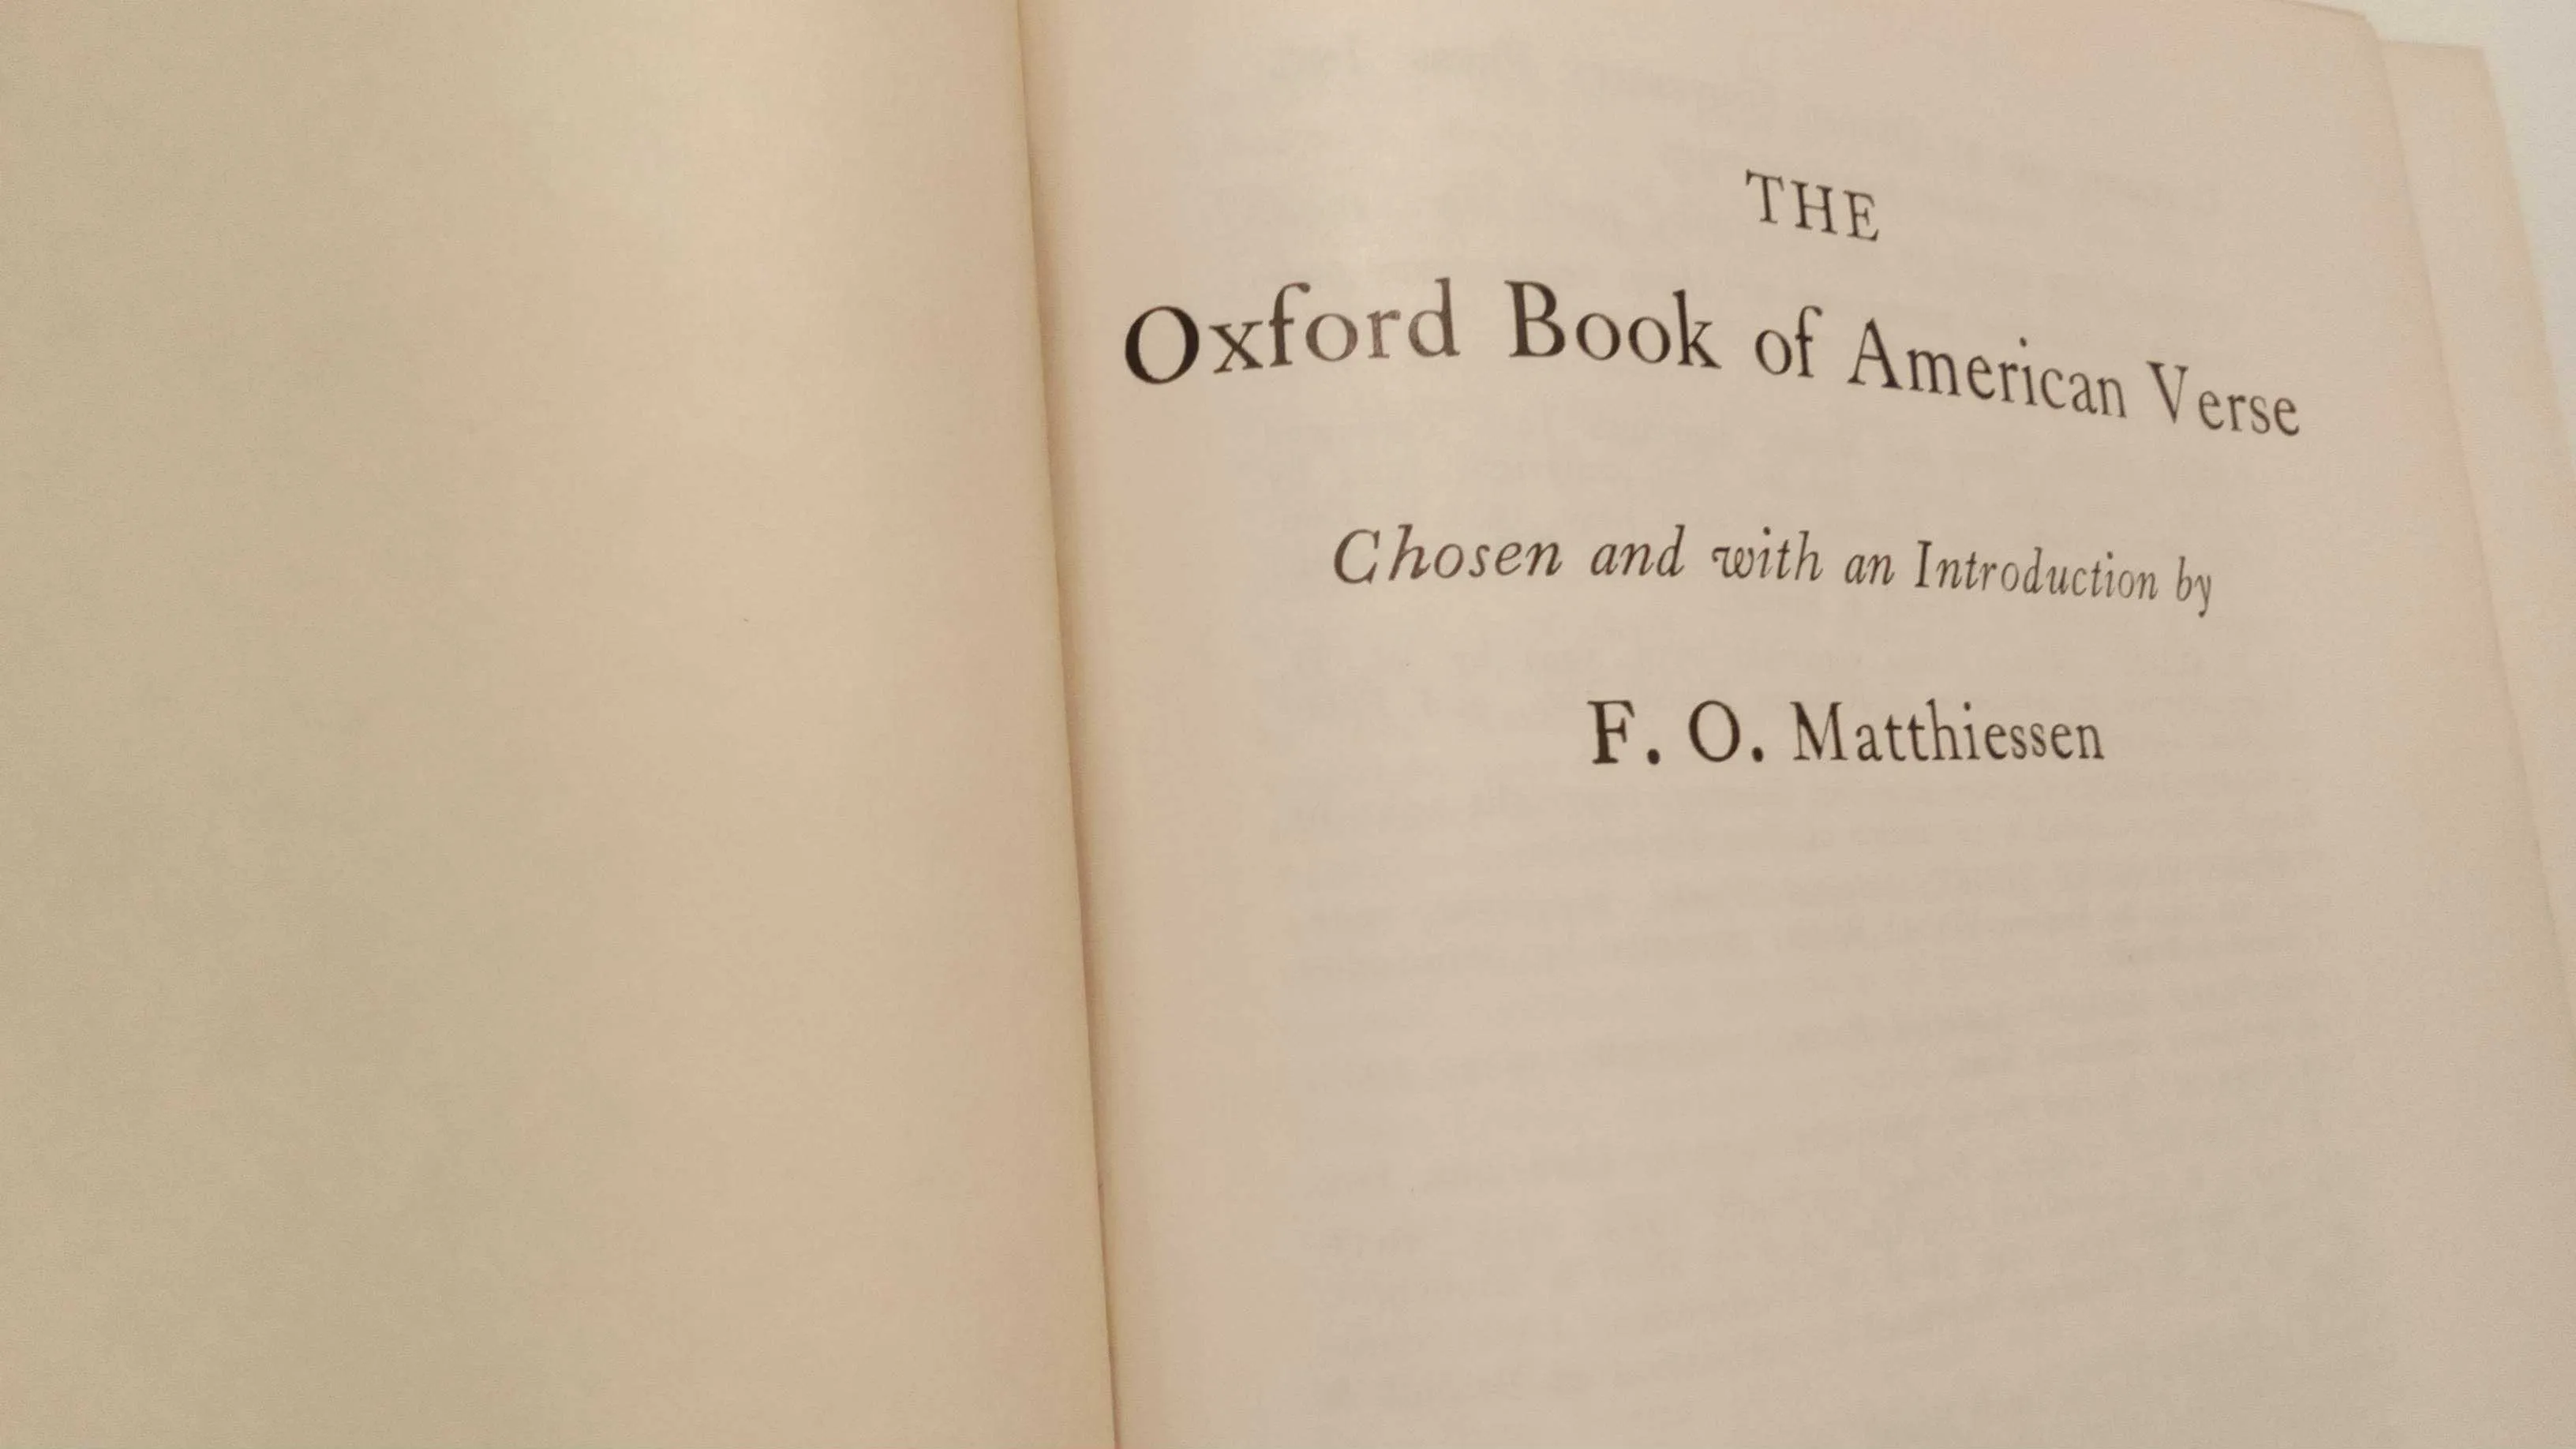 THE
Oxford Book of American Verse
Chosen and with an Introduction by
F. O. Matthiessen